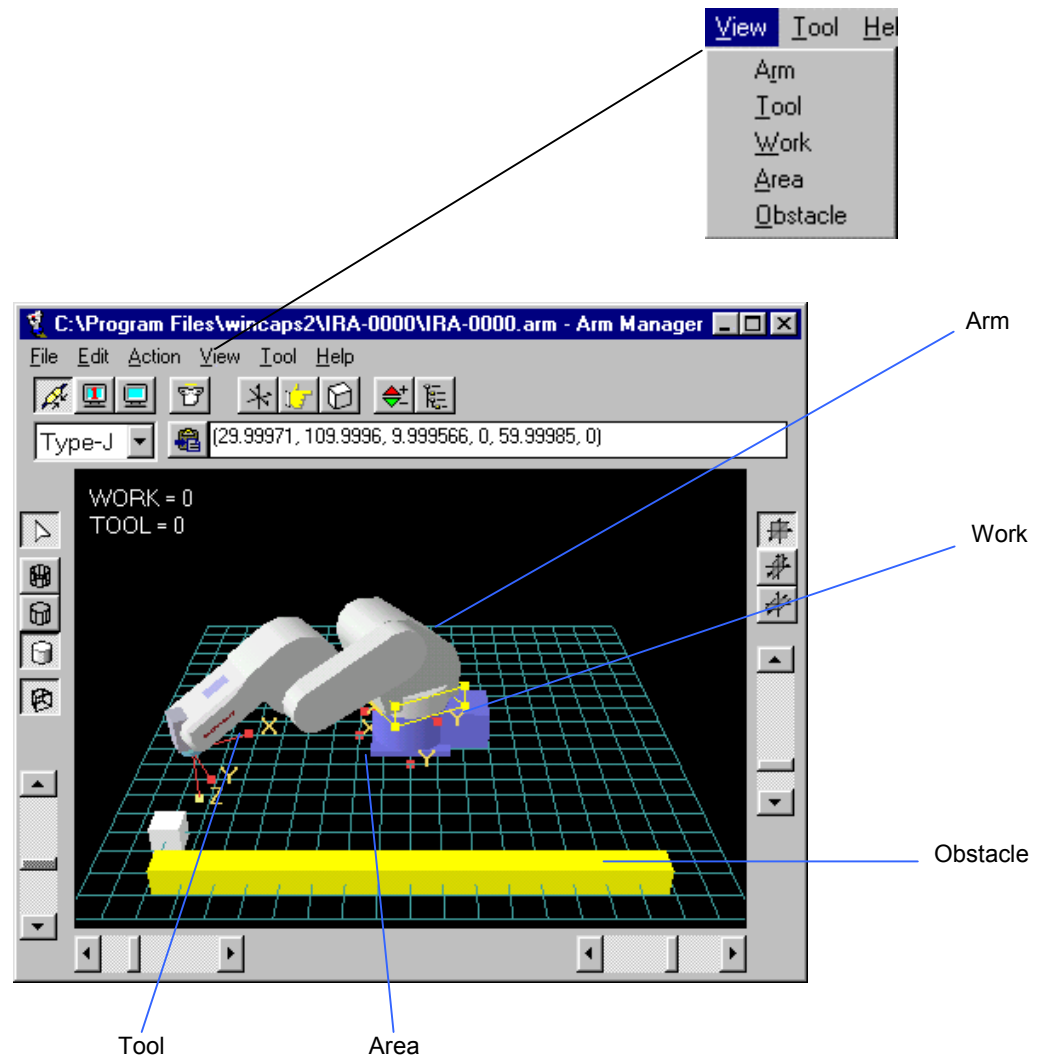 View Tool Hel
Arm
Tool
Work
Area
Obstacle
C:\Program Files\wincaps2\IRA-0000\IRA-0000.arm - Arm Manager
Arm
File Edit Action View Tool Help
1
Type-J
(29.99971, 109.9996, 9.999566, 0, 59.99985, 0)
WORK = 0
TOOL = 0
Work
X
X
Y
Y
Y
Z
Obstacle
Tool
Area